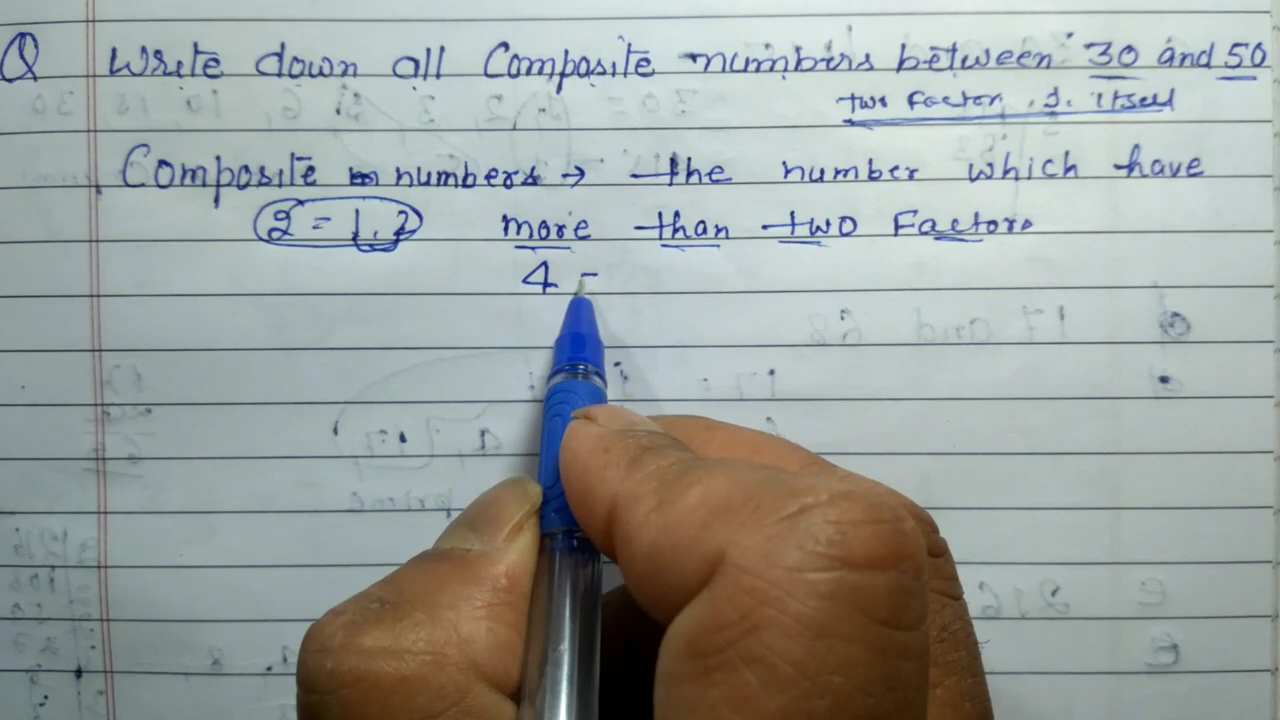 Q Write down all Composite numbers between 30 and 50
two factor . 1. itself
Composite numbers → the number which have
2 = 1, 2 more than two Factors
4 =